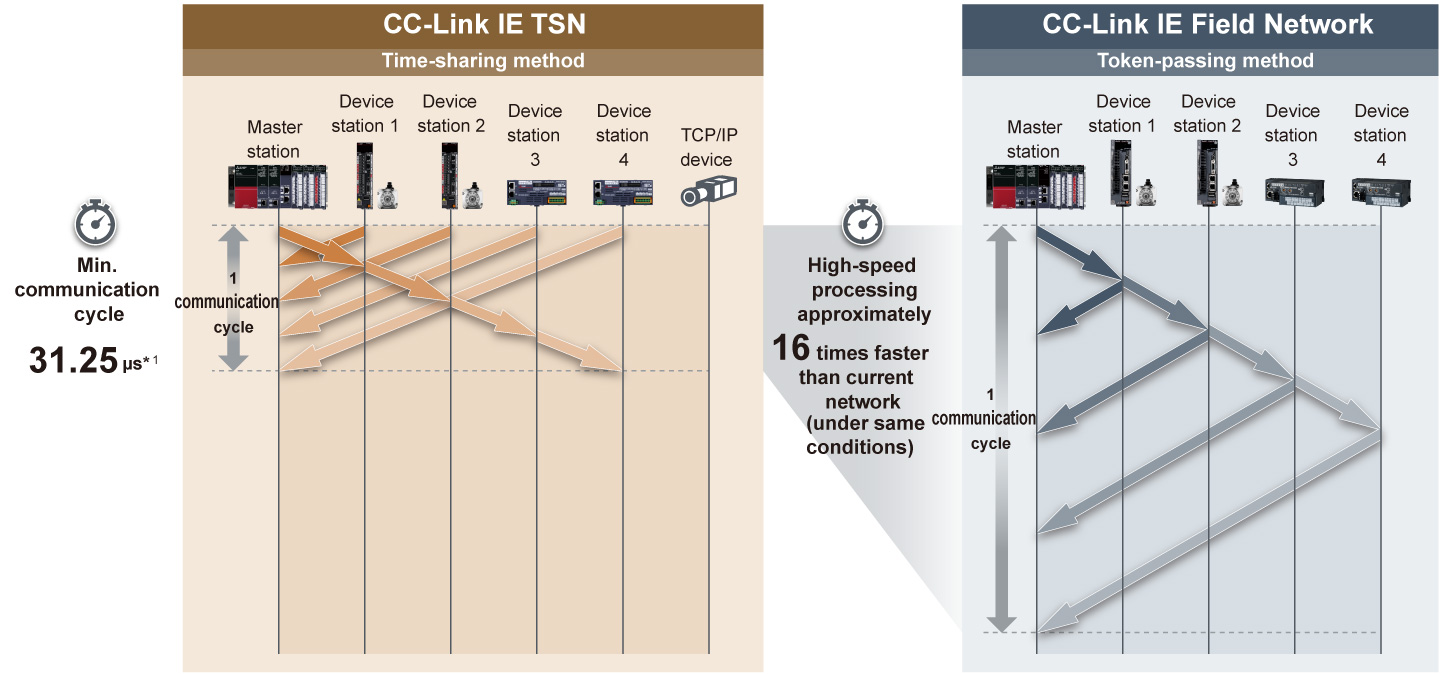 CC-Link IE TSN
Time-sharing method
Master
station
Device
station 1
Device
station 2
Device
station
3
Device
station
4
TCP/IP
device
Min.
communication
cycle
31.25 µs*1
1
communication
cycle
High-speed
processing
approximately
16 times faster
than current
network
(under same
conditions)
CC-Link IE Field Network
Token-passing method
Master
station
Device
station 1
Device
station 2
Device
station
3
Device
station
4
1
communication
cycle